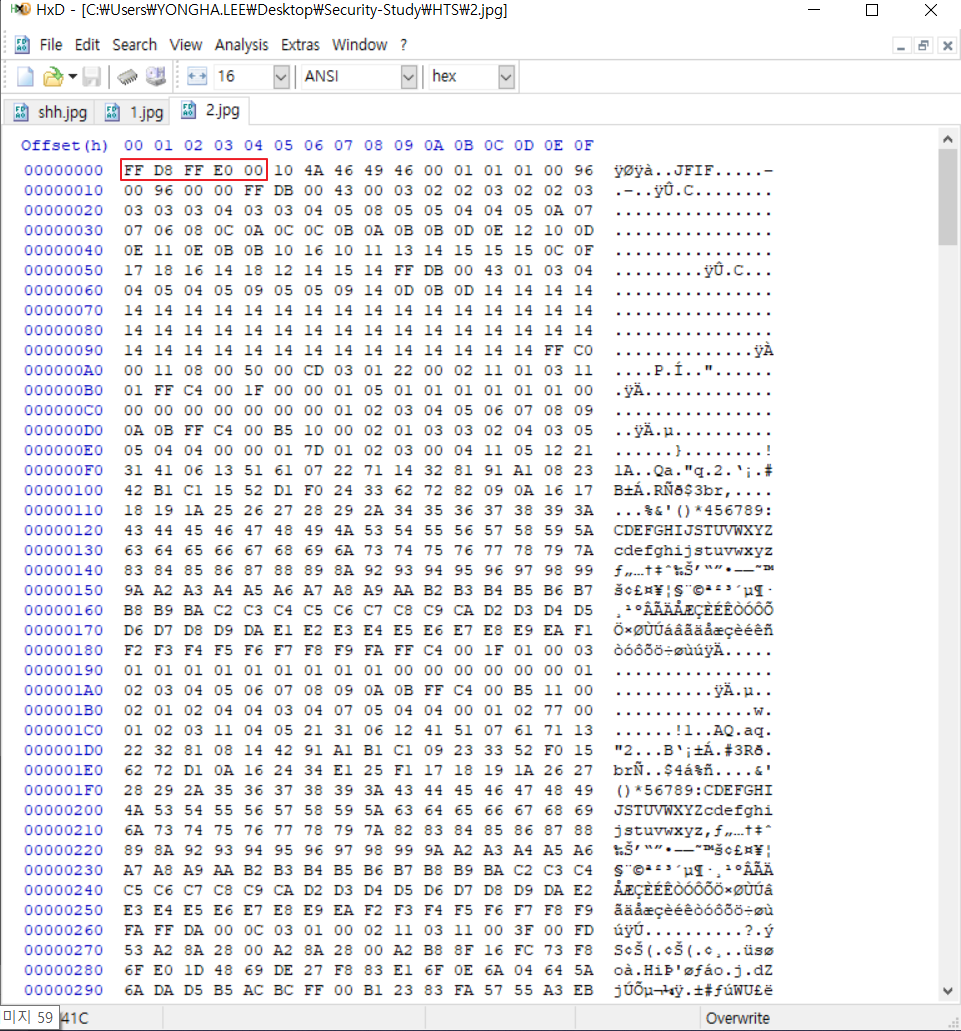 HxD - [C:₩Users₩YONGHA.LEE₩Desktop₩Security-Study₩HTS₩2.jpg]
File Edit Search View Analysis Extras Window ?
16 ANSI hex
shh.jpg 1.jpg 2.jpg
Offset(h) 00 01 02 03 04 05 06 07 08 09 0A 0B 0C 0D 0E 0F
00000000 FF D8 FF E0 00 10 4A 46 49 46 00 01 01 01 00 96 ÿØÿà..JFIF.....–
00000010 00 96 00 00 FF DB 00 43 00 03 02 02 03 02 02 03 .–..ÿÛ.C........
00000020 03 03 03 04 03 03 04 05 08 05 05 04 04 05 0A 07 ................
00000030 07 06 08 0C 0A 0C 0C 0B 0A 0B 0B 0D 0E 12 10 0D ................
00000040 0E 11 0E 0B 0B 10 16 10 11 13 14 15 15 15 0C 0F ................
00000050 17 18 16 14 18 12 14 15 14 FF DB 00 43 01 03 04 .........ÿÛ.C...
00000060 04 05 04 05 09 05 05 09 14 0D 0B 0D 14 14 14 14 ................
00000070 14 14 14 14 14 14 14 14 14 14 14 14 14 14 14 14 ................
00000080 14 14 14 14 14 14 14 14 14 14 14 14 14 14 14 14 ................
00000090 14 14 14 14 14 14 14 14 14 14 14 14 14 14 FF C0 ..............ÿÀ
000000A0 00 11 08 00 50 00 CD 03 01 22 00 02 11 01 03 11 ....P.Í.."......
000000B0 01 FF C4 00 1F 00 00 01 05 01 01 01 01 01 01 00 .ÿÄ.............
000000C0 00 00 00 00 00 00 00 01 02 03 04 05 06 07 08 09 ................
000000D0 0A 0B FF C4 00 B5 10 00 02 01 03 03 02 04 03 05 ..ÿÄ.µ..........
000000E0 05 04 04 00 00 01 7D 01 02 03 00 04 11 05 12 21 ......}........!
000000F0 31 41 06 13 51 61 07 22 71 14 32 81 91 A1 08 23 1A..Qa."q.2.‘¡.#
00000100 42 B1 C1 15 52 D1 F0 24 33 62 72 82 09 0A 16 17 B±Á.RÑð$3br‚....
00000110 18 19 1A 25 26 27 28 29 2A 34 35 36 37 38 39 3A ...%&'()*456789:
00000120 43 44 45 46 47 48 49 4A 53 54 55 56 57 58 59 5A CDEFGHIJSTUVWXYZ
00000130 63 64 65 66 67 68 69 6A 73 74 75 76 77 78 79 7A cdefghijstuvwxyz
00000140 83 84 85 86 87 88 89 8A 92 93 94 95 96 97 98 99 ƒ„…†‡ˆ‰Š’“”•–—˜™
00000150 9A A2 A3 A4 A5 A6 A7 A8 A9 AA B2 B3 B4 B5 B6 B7 š¢£¤¥¦§¨©ª²³´µ¶·
00000160 B8 B9 BA C2 C3 C4 C5 C6 C7 C8 C9 CA D2 D3 D4 D5 ¸¹ºÂÃÄÅÆÇÈÉÊÒÓÔÕ
00000170 D6 D7 D8 D9 DA E1 E2 E3 E4 E5 E6 E7 E8 E9 EA F1 Ö×ØÙÚáâãäåæçèéêñ
00000180 F2 F3 F4 F5 F6 F7 F8 F9 FA FF C4 00 1F 01 00 03 òóôõö÷øùúÿÄ.....
00000190 01 01 01 01 01 01 01 01 01 00 00 00 00 00 00 01 ................
000001A0 02 03 04 05 06 07 08 09 0A 0B FF C4 00 B5 11 00 ..........ÿÄ.µ..
000001B0 02 01 02 04 04 03 04 07 05 04 04 00 01 02 77 00 ..............w.
000001C0 01 02 03 11 04 05 21 31 06 12 41 51 07 61 71 13 ......!1..AQ.aq.
000001D0 22 32 81 08 14 42 91 A1 B1 C1 09 23 33 52 F0 15 "2...B‘¡±Á.#3Rð.
000001E0 62 72 D1 0A 16 24 34 E1 25 F1 17 18 19 1A 26 27 brÑ..$4á%ñ....&'
000001F0 28 29 2A 35 36 37 38 39 3A 43 44 45 46 47 48 49 ()*56789:CDEFGHI
00000200 4A 53 54 55 56 57 58 59 5A 63 64 65 66 67 68 69 JSTUVWXYZcdefghi
00000210 6A 73 74 75 76 77 78 79 7A 82 83 84 85 86 87 88 jstuvwxyz‚ƒ„…†‡ˆ
00000220 89 8A 92 93 94 95 96 97 98 99 9A A2 A3 A4 A5 A6 ‰Š’“”•–—˜™š¢£¤¥¦
00000230 A7 A8 A9 AA B2 B3 B4 B5 B6 B7 B8 B9 BA C2 C3 C4 §¨©ª²³´µ¶·¸¹ºÂÃÄ
00000240 C5 C6 C7 C8 C9 CA D2 D3 D4 D5 D6 D7 D8 D9 DA E2 ÅÆÇÈÉÊÒÓÔÕÖ×ØÙÚâ
00000250 E3 E4 E5 E6 E7 E8 E9 EA F2 F3 F4 F5 F6 F7 F8 F9 ãäåæçèéêòóôõö÷øù
00000260 FA FF DA 00 0C 03 01 00 02 11 03 11 00 3F 00 FD úÿÚ..........?.ý
00000270 53 A2 8A 28 00 A2 8A 28 00 A2 B8 8F 16 FC 73 F8 S¢Š(.¢Š(.¢¸..üsø
00000280 6F E0 1D 48 69 DE 27 F8 83 E1 6F 0E 6A 04 64 5A oà.HiÞ'øƒáo.j.dZ
00000290 6A DA D5 B5 AC BC FF 00 B1 23 83 FA 57 55 A3 EB jÚÕµ¬¼ÿ.±#ƒúWU£ë
미지 59 41C Overwrite